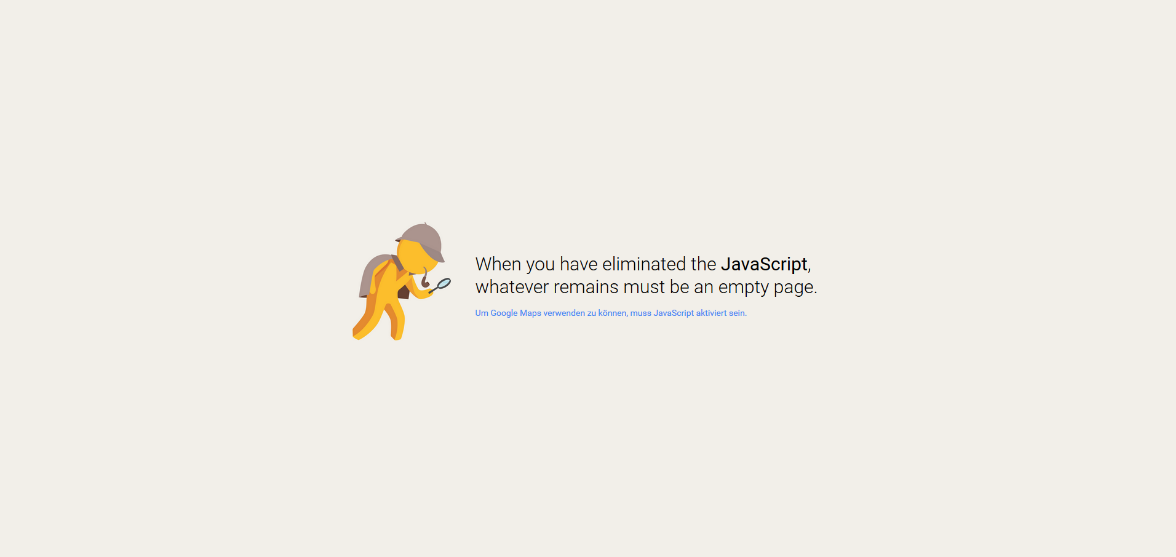 When you have eliminated the JavaScript,
whatever remains must be an empty page.
Um Google Maps verwenden zu können, muss JavaScript aktiviert sein.